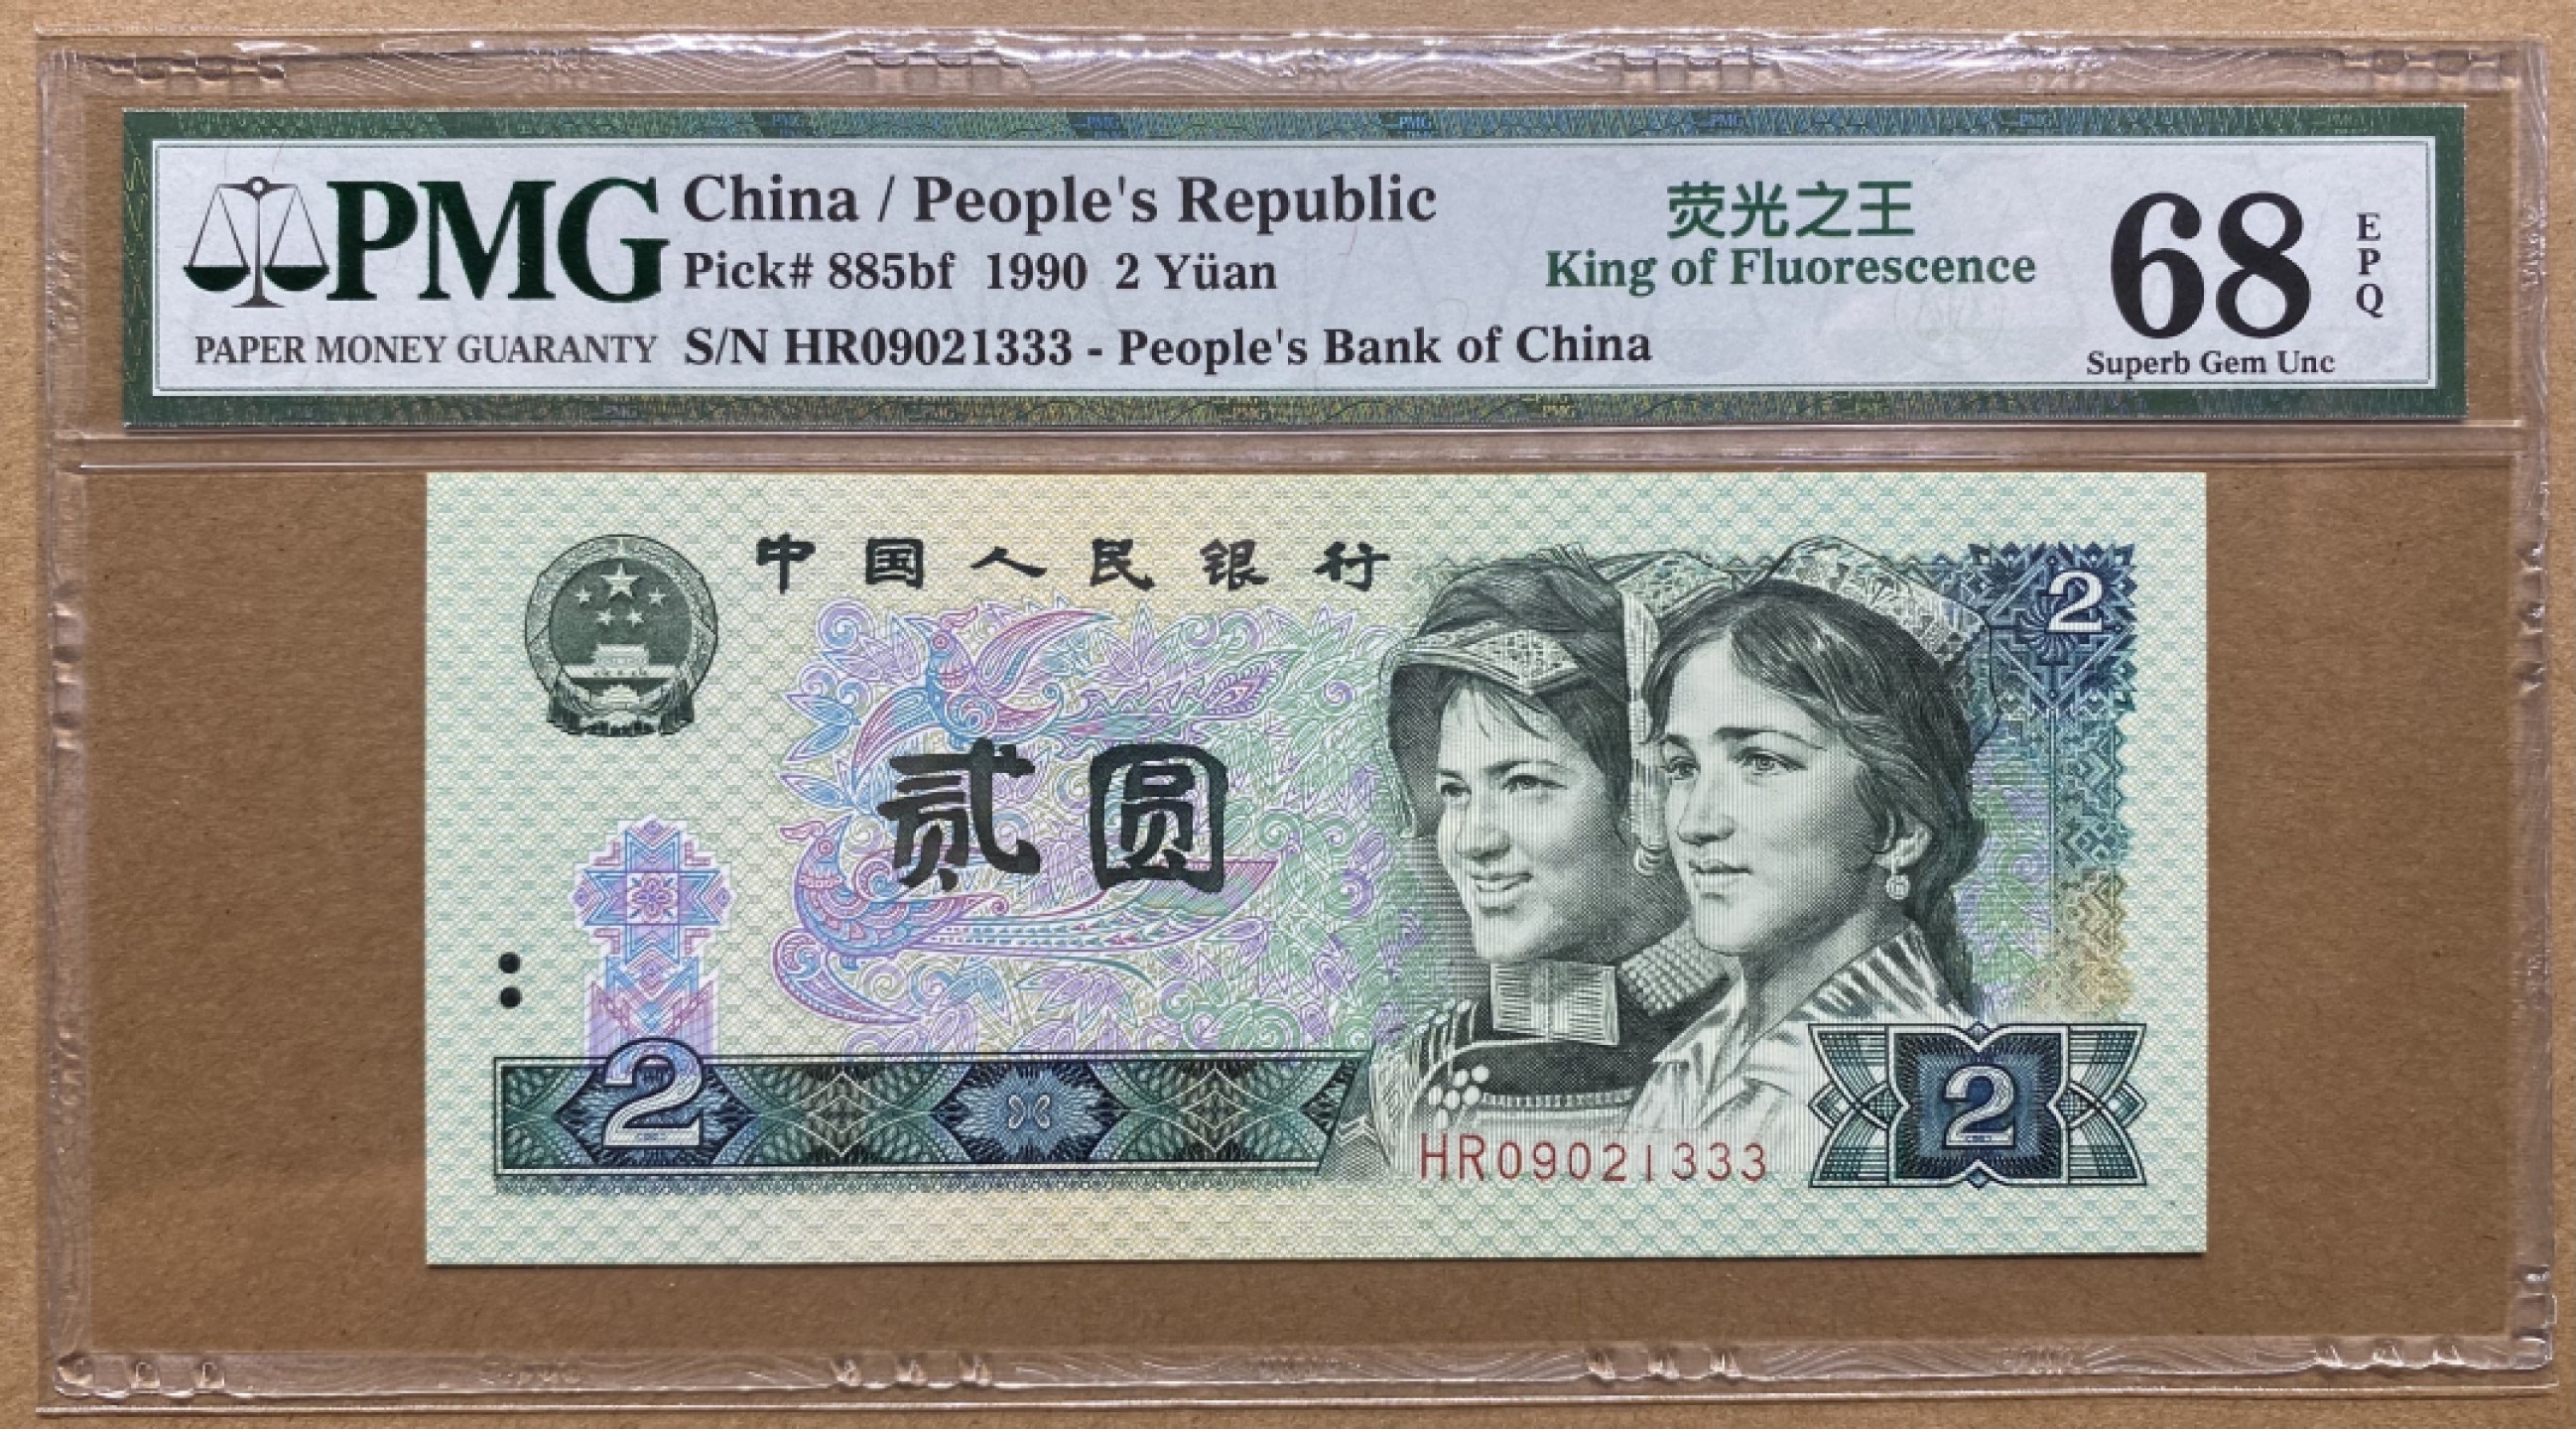 PMG
PAPER MONEY GUARANTY
China / People's Republic
Pick# 885bf 1990 2 Yüan
S/N HR09021333 - People's Bank of China
荧光之王
King of Fluorescence
68
EPQ
Superb Gem Unc
中国人民银行
2
贰圆
2
2
HR09021333